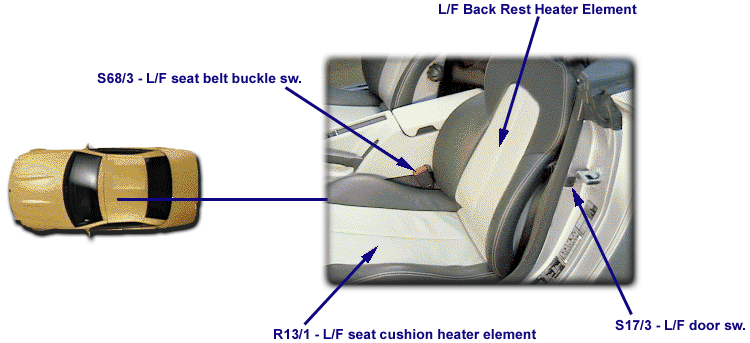 L/F Back Rest Heater Element
S68/3 - L/F seat belt buckle sw.
S17/3 - L/F door sw.
R13/1 - L/F seat cushion heater element